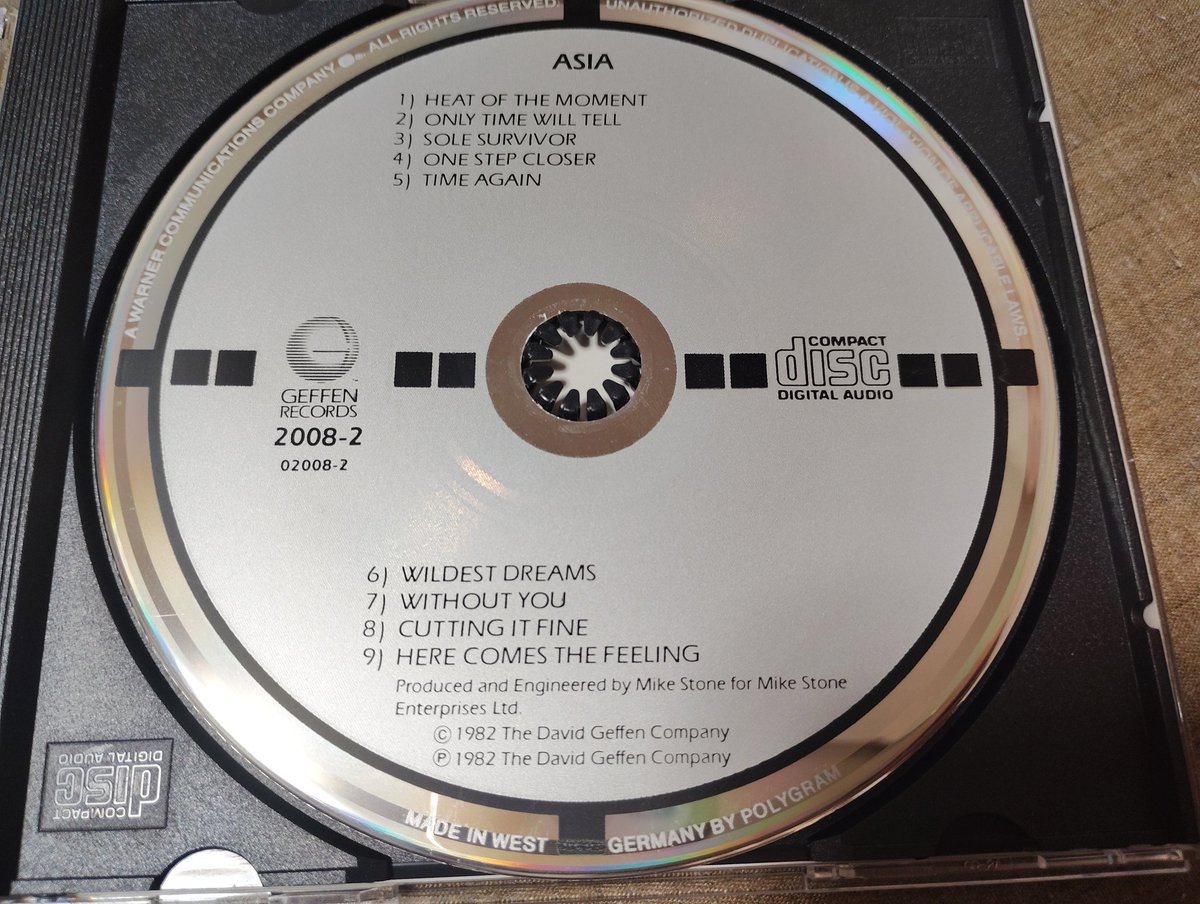 A WARNER COMMUNICATIONS COMPANY ®. ALL RIGHTS RESERVED.
UNAUTHORIZED DUPLICATION IS A VIOLATION OF APPLICABLE LAWS.
ASIA
1) HEAT OF THE MOMENT
2) ONLY TIME WILL TELL
3) SOLE SURVIVOR
4) ONE STEP CLOSER
5) TIME AGAIN
GEFFEN
RECORDS
2008-2
02008-2
COMPACT
disc
DIGITAL AUDIO
6) WILDEST DREAMS
7) WITHOUT YOU
8) CUTTING IT FINE
9) HERE COMES THE FEELING
Produced and Engineered by Mike Stone for Mike Stone
Enterprises Ltd.
© 1982 The David Geffen Company
℗ 1982 The David Geffen Company
MADE IN WEST GERMANY BY POLYGRAM
COMPACT
disc
DIGITAL AUDIO